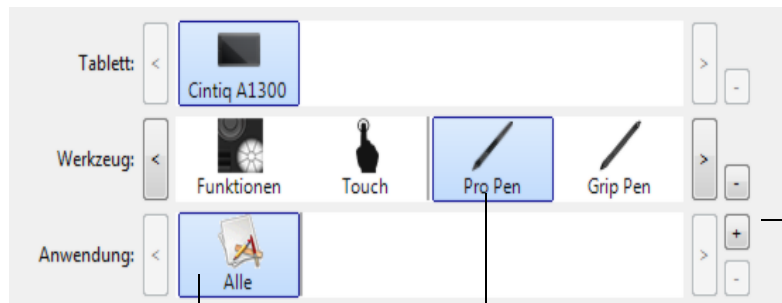 Tablett: < Cintiq A1300 > -
Werkzeug: < Funktionen Touch Pro Pen Grip Pen > -
Anwendung: < Alle > + -